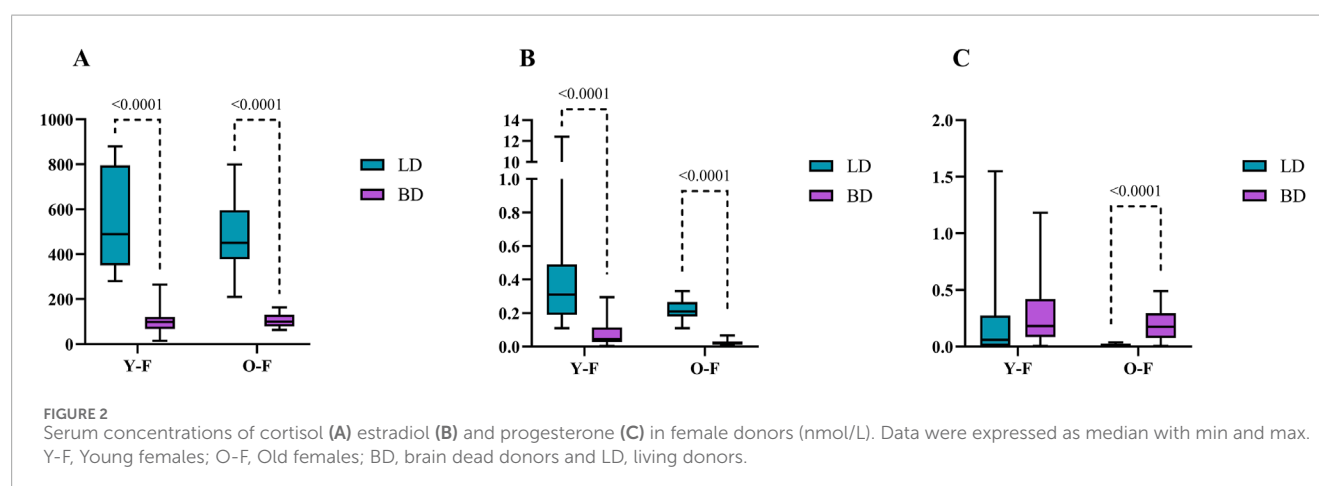 A
<0.0001
<0.0001
1000
800
600
400
200
0
Y-F
O-F
LD
BD
B
<0.0001
<0.0001
14
12
10
1.0
0.8
0.6
0.4
0.2
0.0
Y-F
O-F
LD
BD
C
<0.0001
2.0
1.5
1.0
0.5
0.0
Y-F
O-F
LD
BD
FIGURE 2
Serum concentrations of cortisol (A) estradiol (B) and progesterone (C) in female donors (nmol/L). Data were expressed as median with min and max.
Y-F, Young females; O-F, Old females; BD, brain dead donors and LD, living donors.